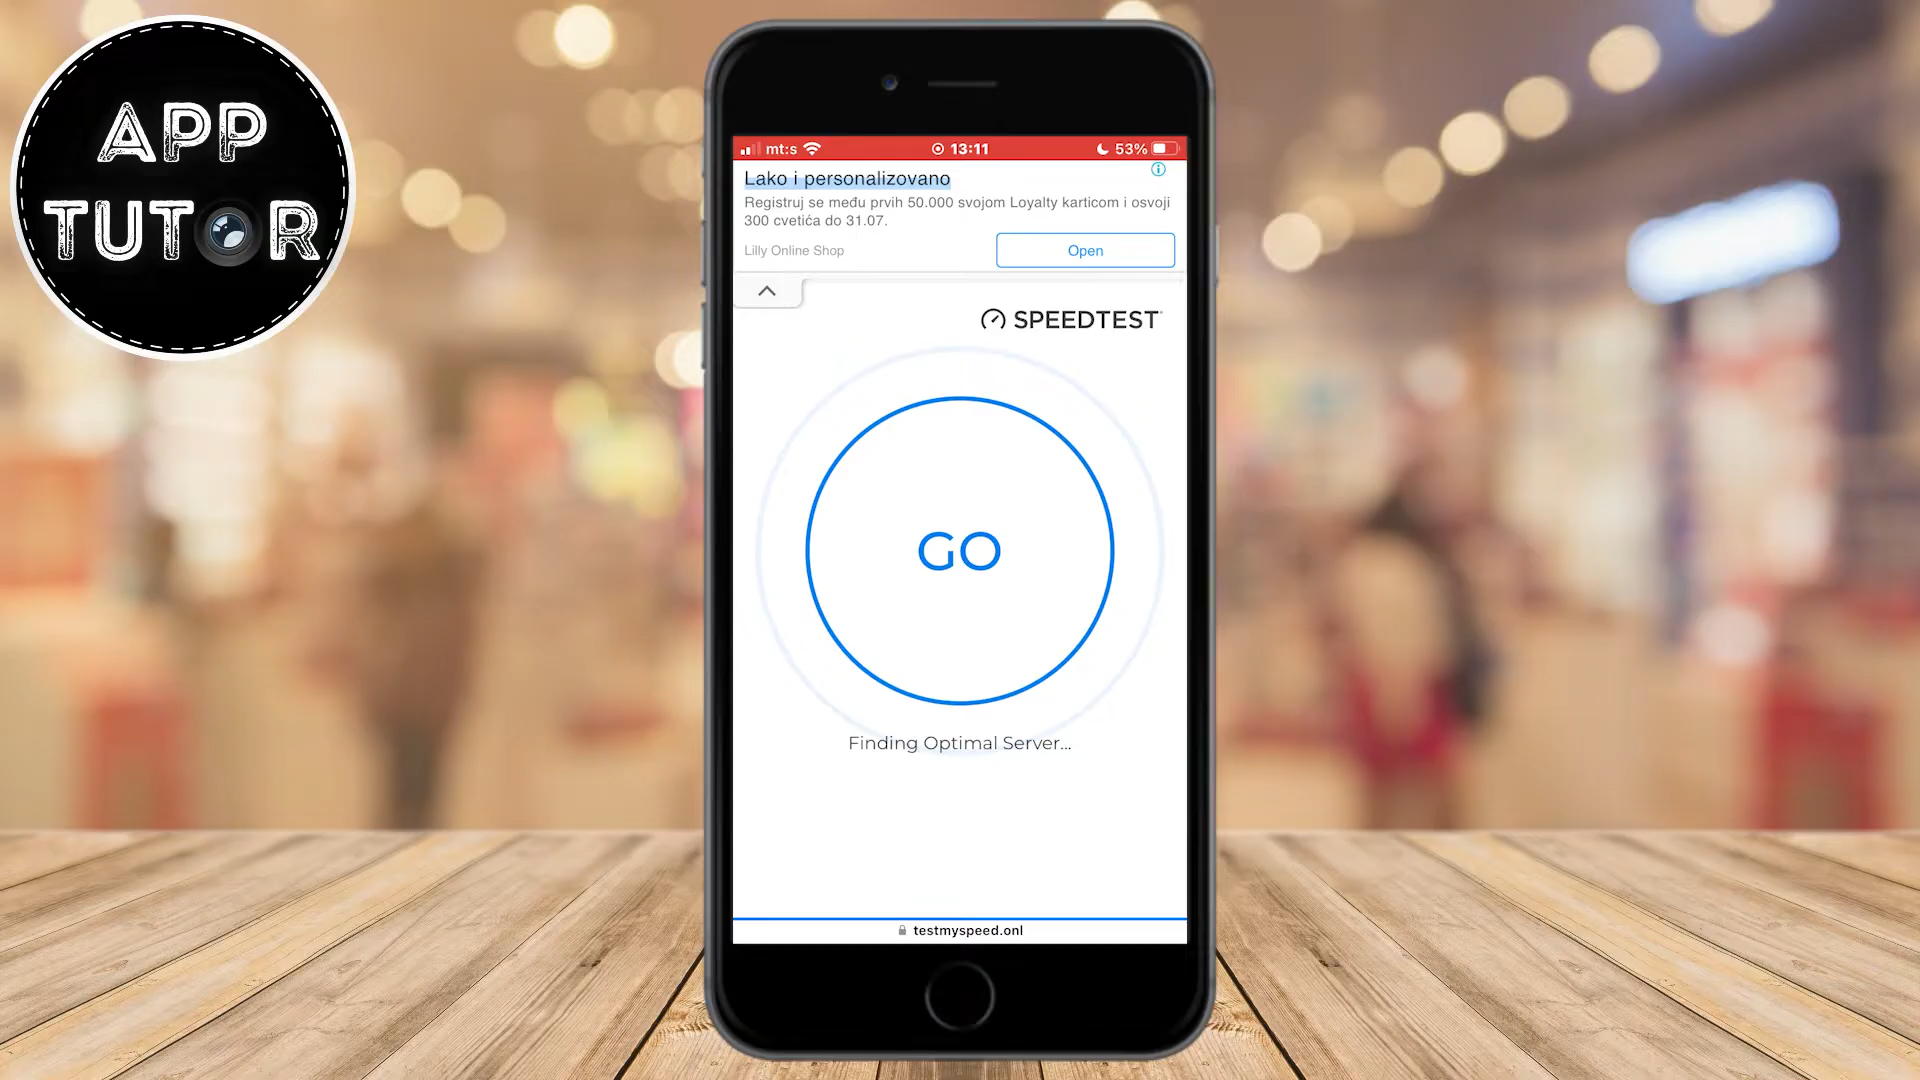 APP
TUTOR
mt:s
13:11
53%
Lako i personalizovano
Registruj se među prvih 50.000 svojom Loyalty karticom i osvoji
300 cvetića do 31.07.
Lilly Online Shop
Open
SPEEDTEST
GO
Finding Optimal Server...
testmyspeed.onl